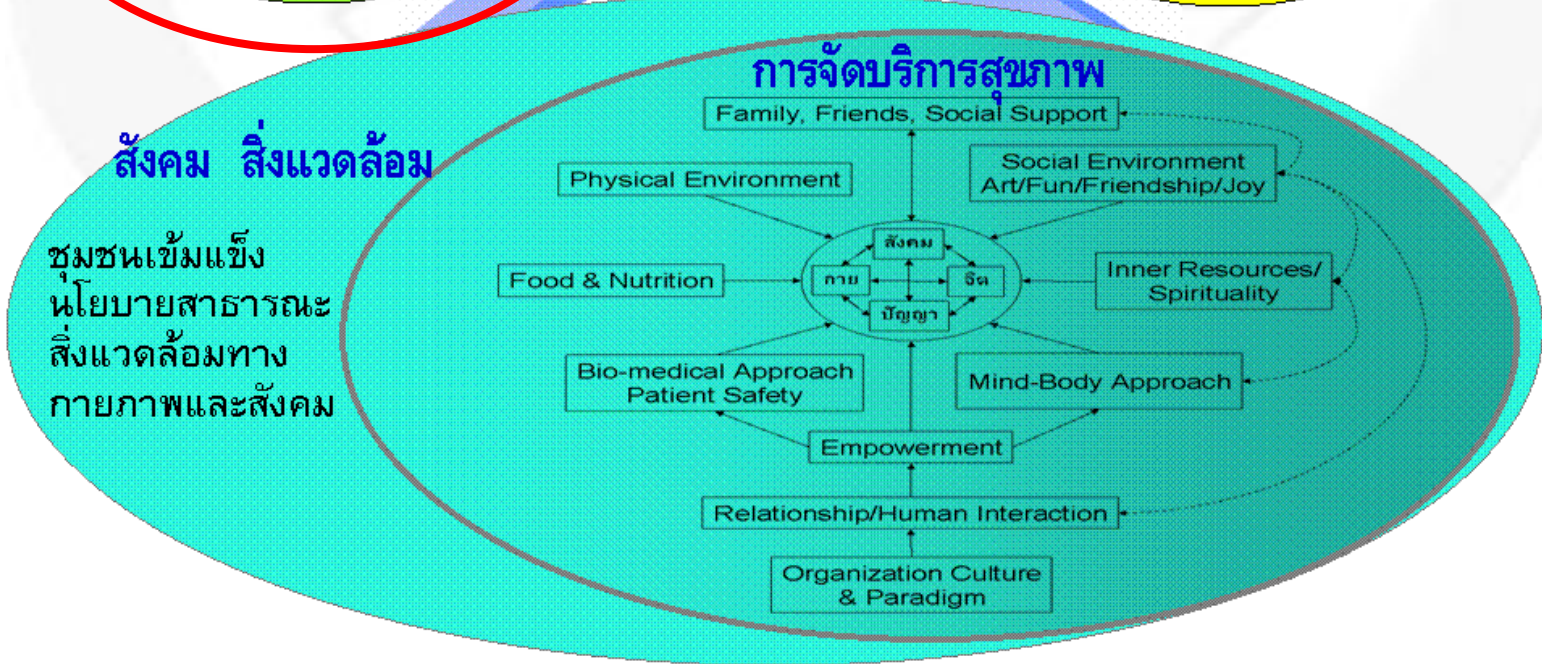 การจัดบริการสุขภาพ
สังคม สิ่งแวดล้อม
ชุมชนเข้มแข็ง
นโยบายสาธารณะ
สิ่งแวดล้อมทาง
กายภาพและสังคม
Family, Friends, Social Support
Physical Environment
Social Environment
Art/Fun/Friendship/Joy
สังคม
กาย
จิต
ปัญญา
Food & Nutrition
Inner Resources/
Spirituality
Bio-medical Approach
Patient Safety
Mind-Body Approach
Empowerment
Relationship/Human Interaction
Organization Culture
& Paradigm